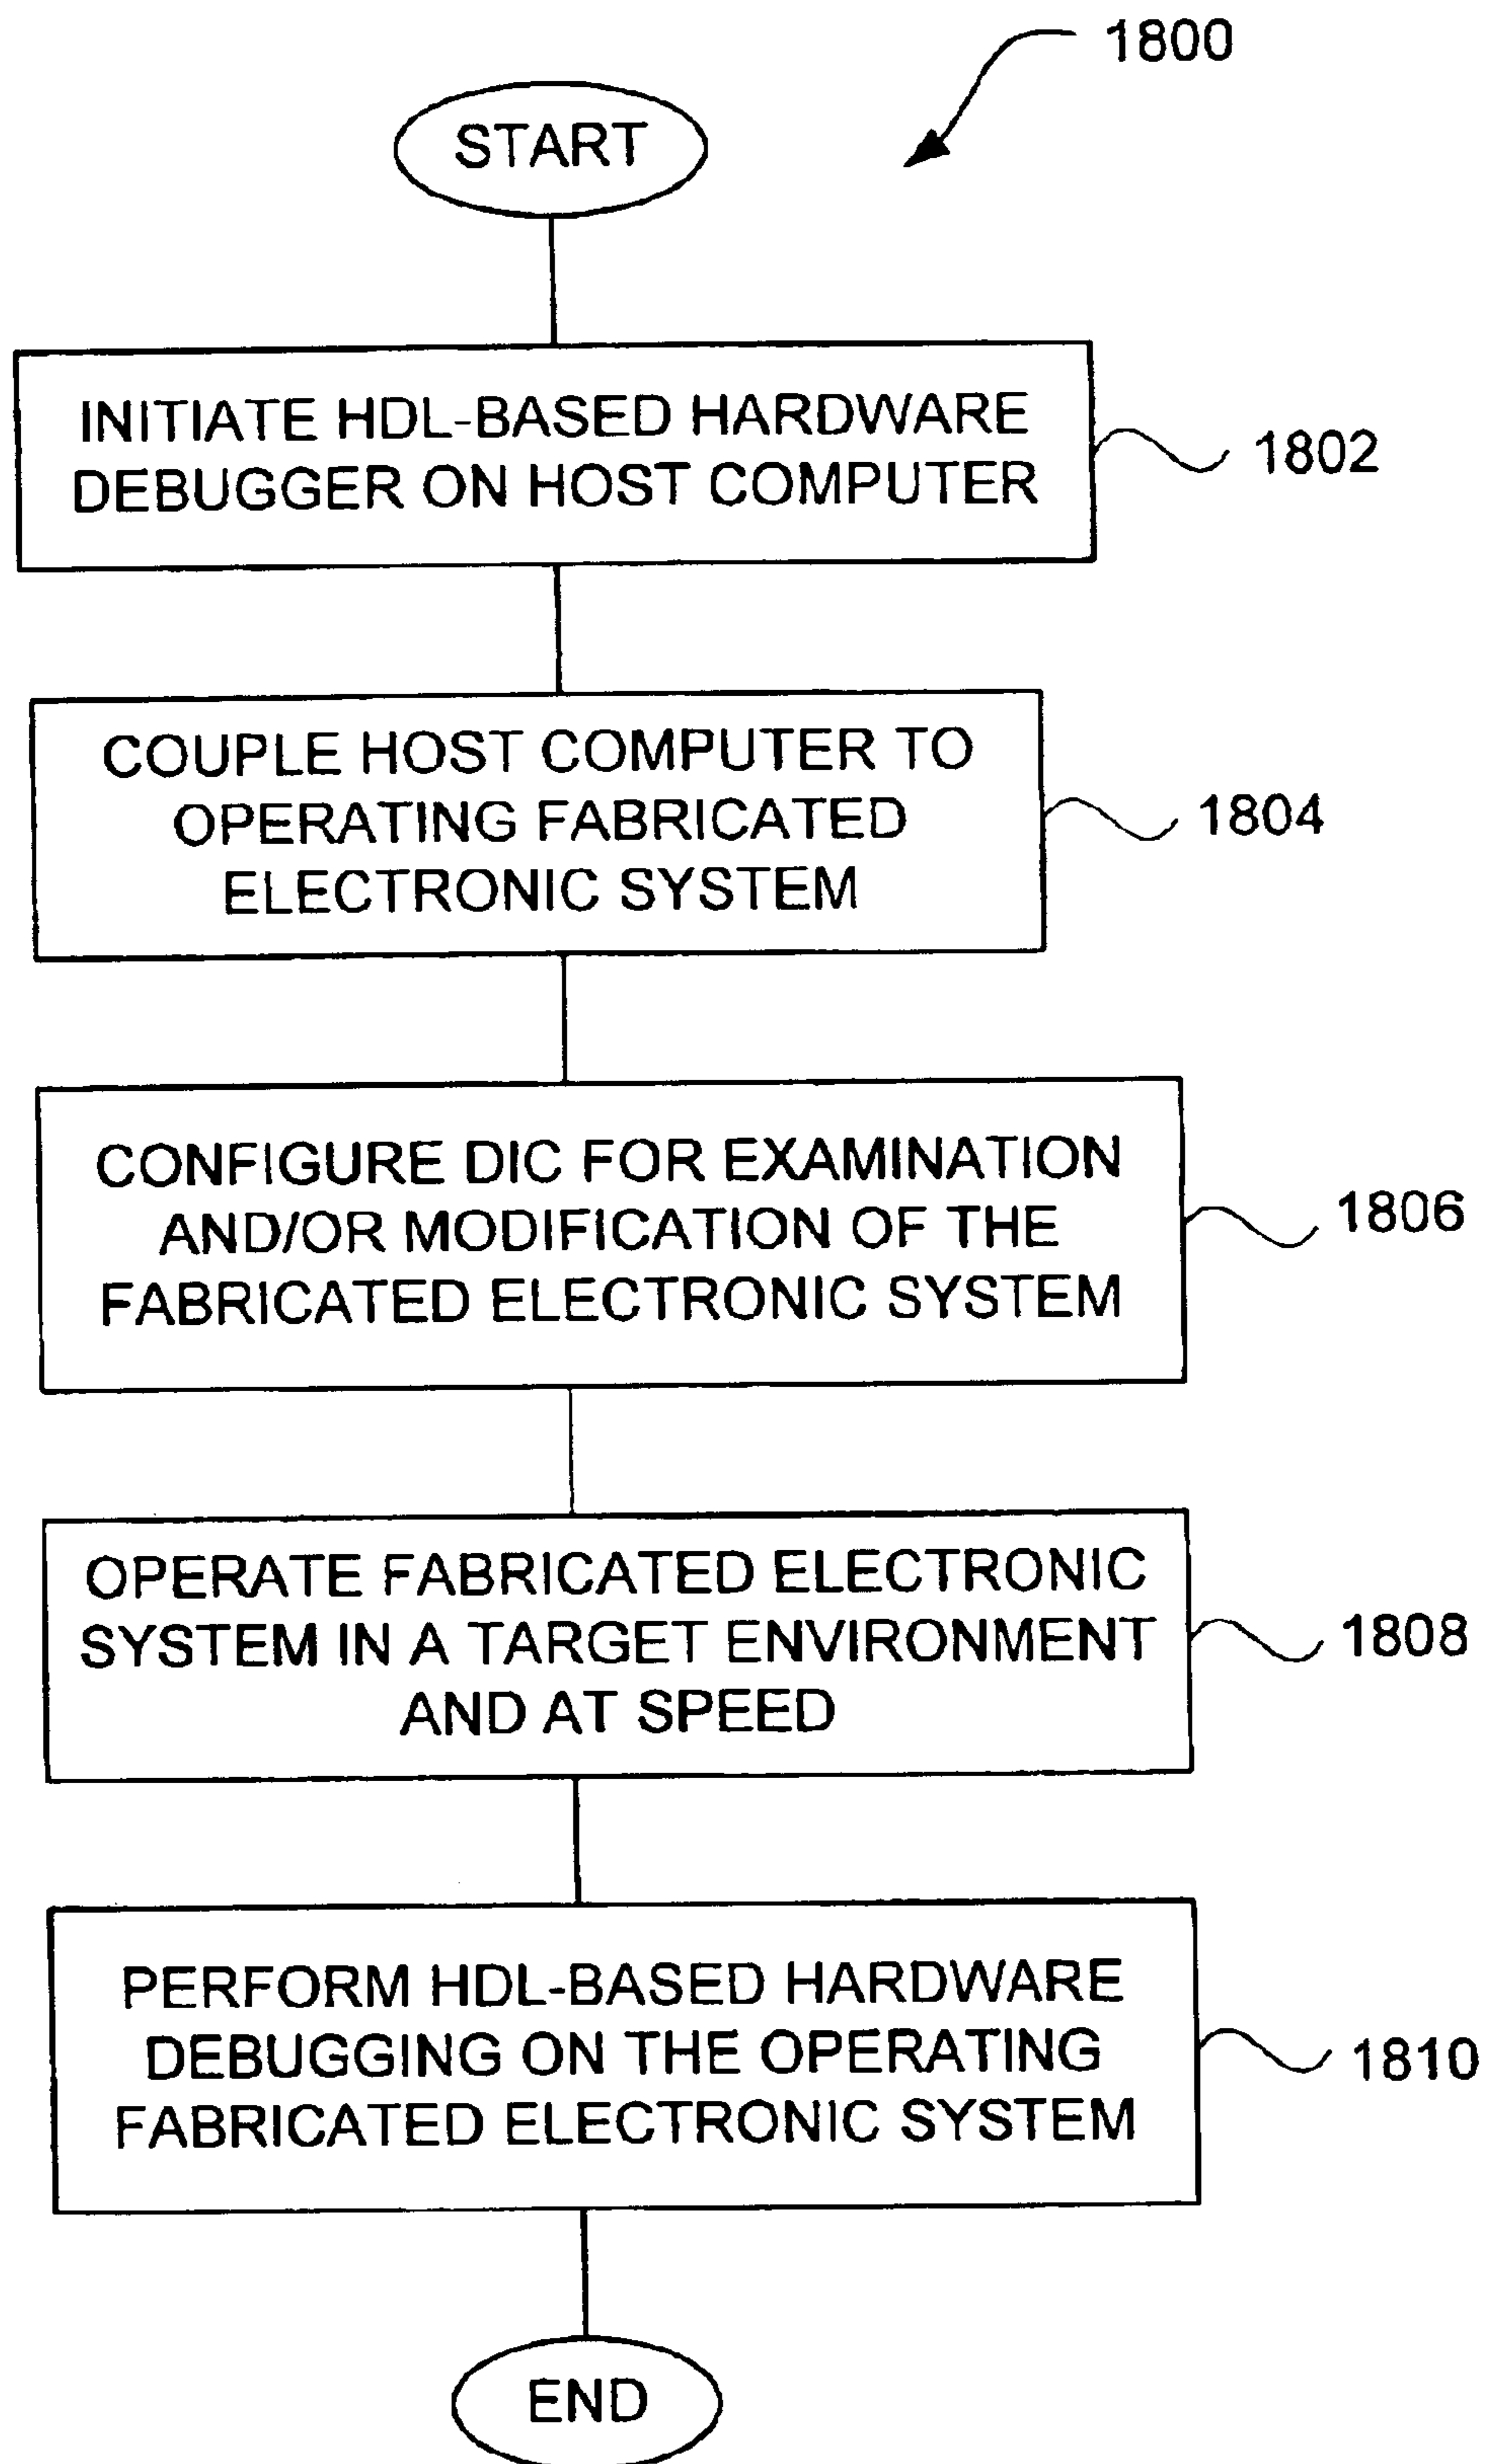 1800
START
INITIATE HDL-BASED HARDWARE
DEBUGGER ON HOST COMPUTER
1802
COUPLE HOST COMPUTER TO
OPERATING FABRICATED
ELECTRONIC SYSTEM
1804
CONFIGURE DIC FOR EXAMINATION
AND/OR MODIFICATION OF THE
FABRICATED ELECTRONIC SYSTEM
1806
OPERATE FABRICATED ELECTRONIC
SYSTEM IN A TARGET ENVIRONMENT
AND AT SPEED
1808
PERFORM HDL-BASED HARDWARE
DEBUGGING ON THE OPERATING
FABRICATED ELECTRONIC SYSTEM
1810
END